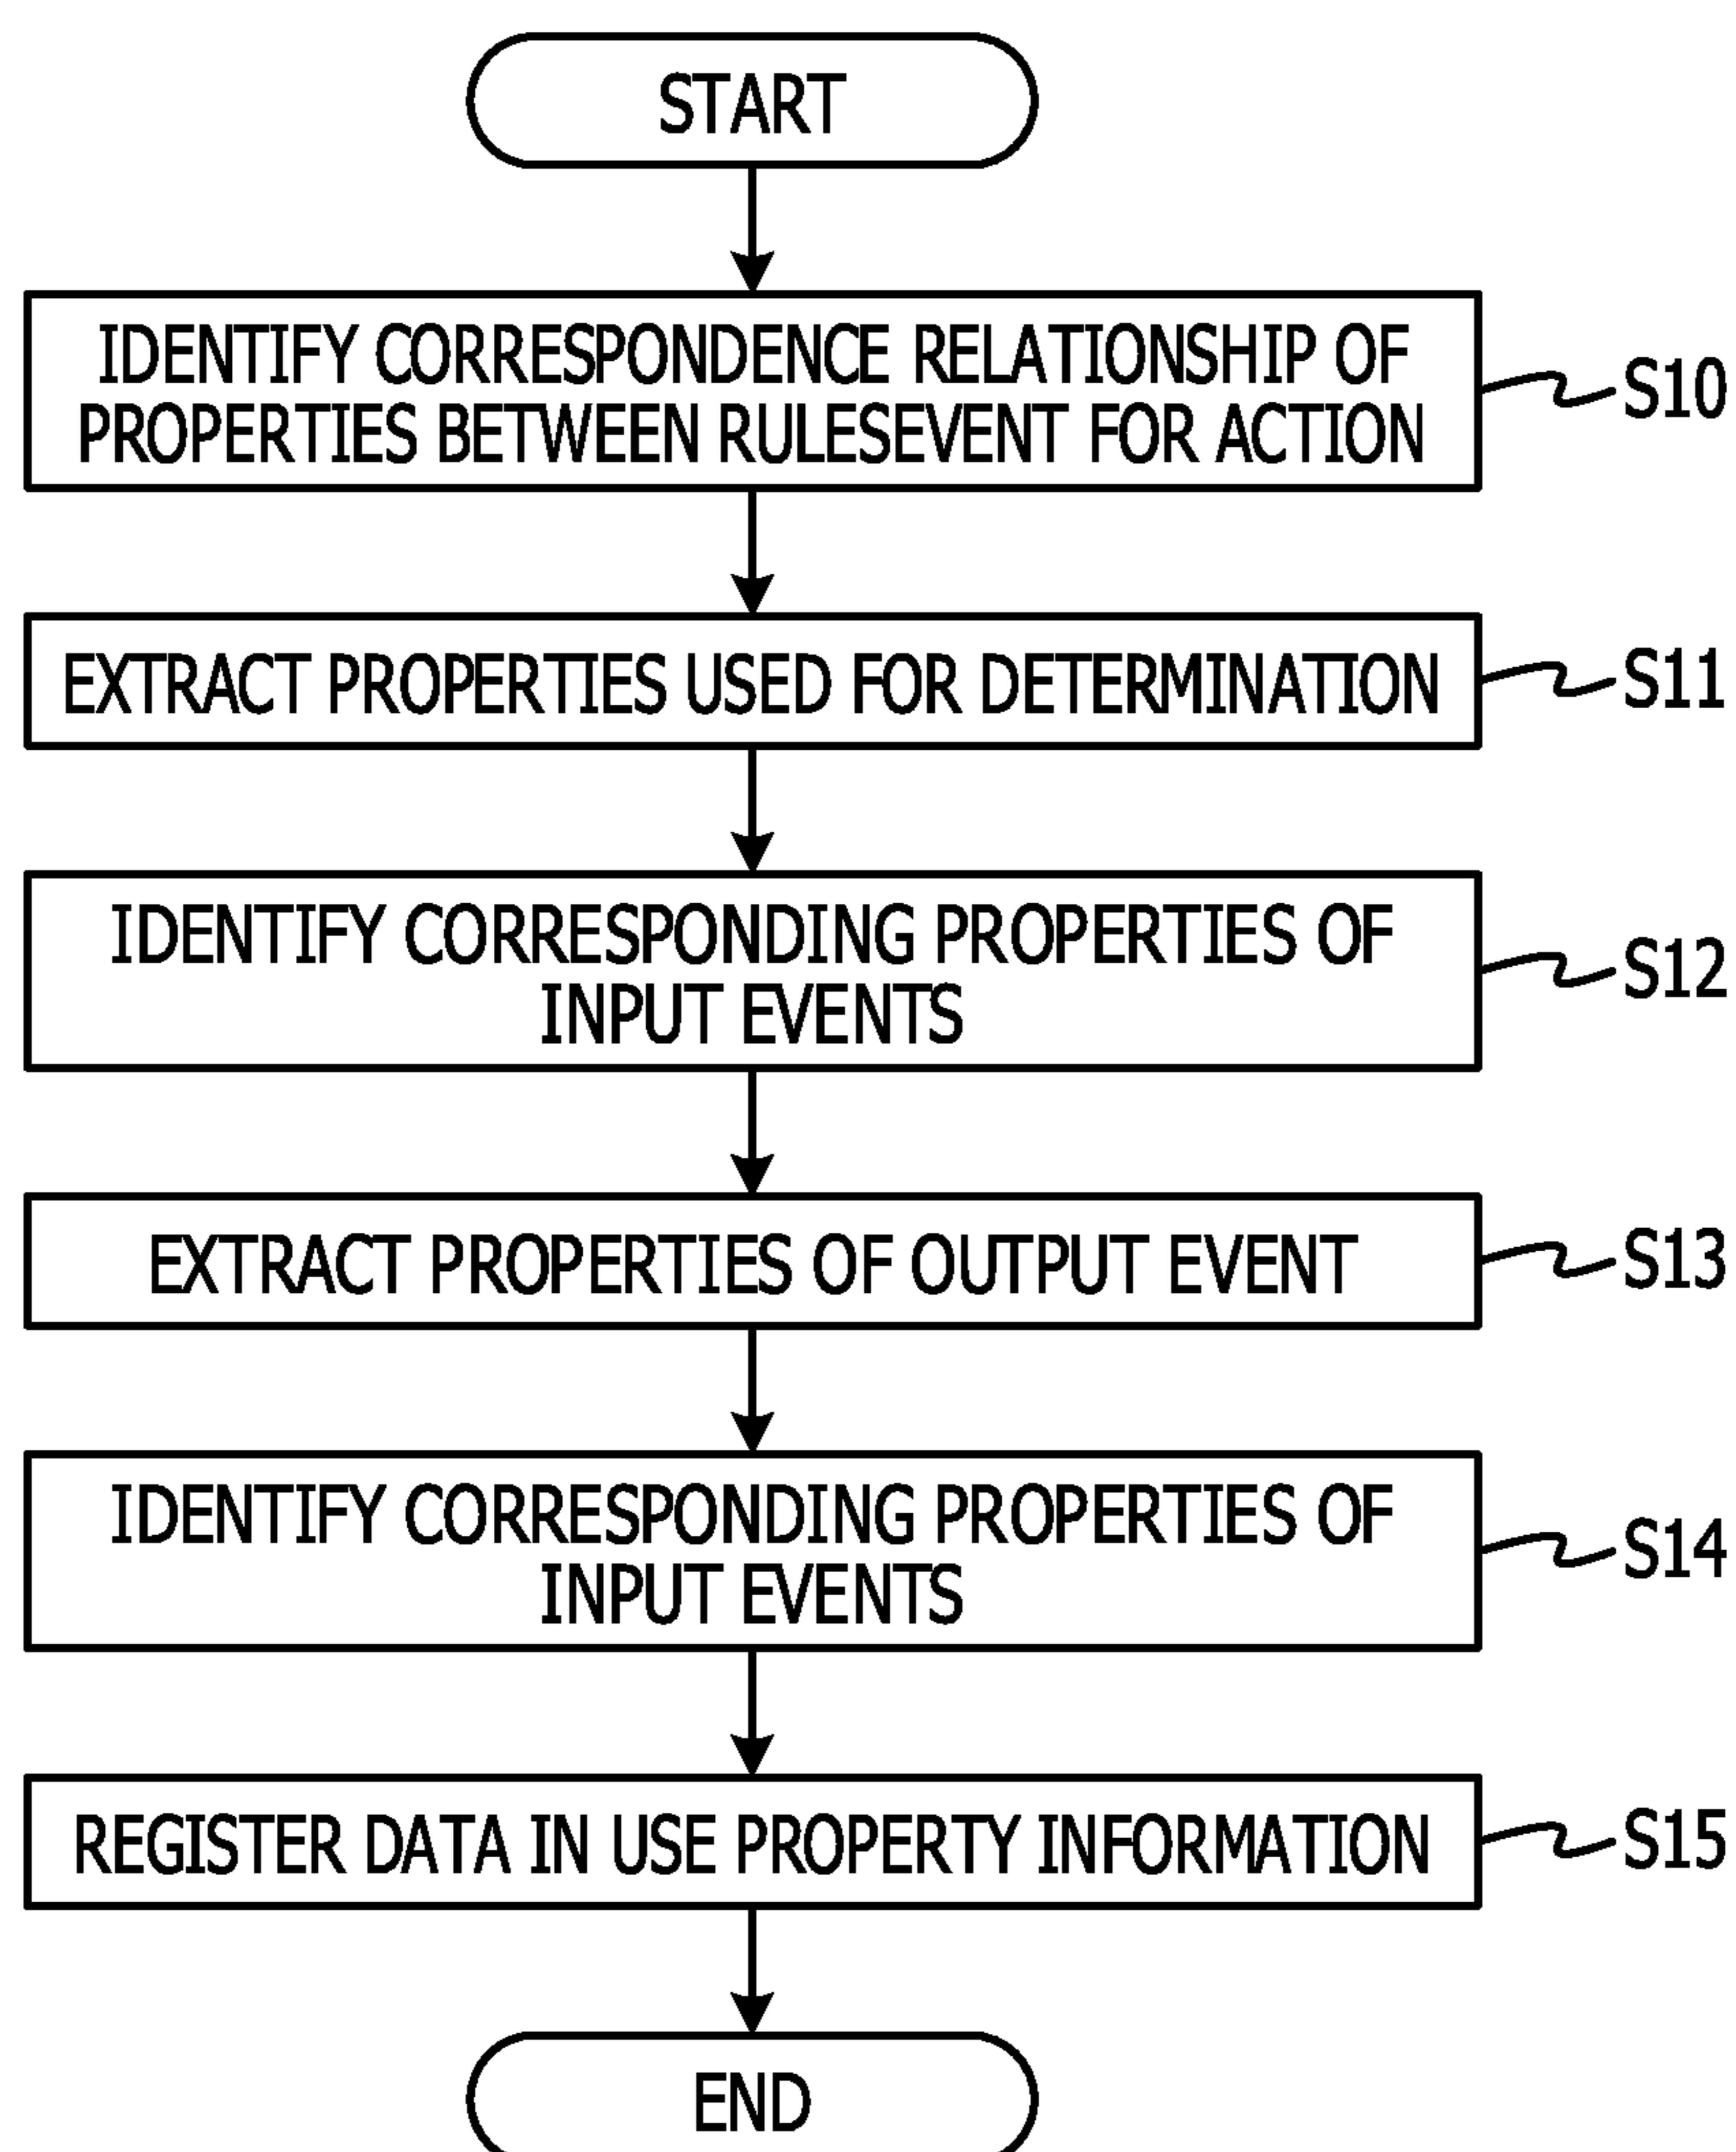 START
IDENTIFY CORRESPONDENCE RELATIONSHIP OF
PROPERTIES BETWEEN RULESEVENT FOR ACTION
S10
EXTRACT PROPERTIES USED FOR DETERMINATION
S11
IDENTIFY CORRESPONDING PROPERTIES OF
INPUT EVENTS
S12
EXTRACT PROPERTIES OF OUTPUT EVENT
S13
IDENTIFY CORRESPONDING PROPERTIES OF
INPUT EVENTS
S14
REGISTER DATA IN USE PROPERTY INFORMATION
S15
END